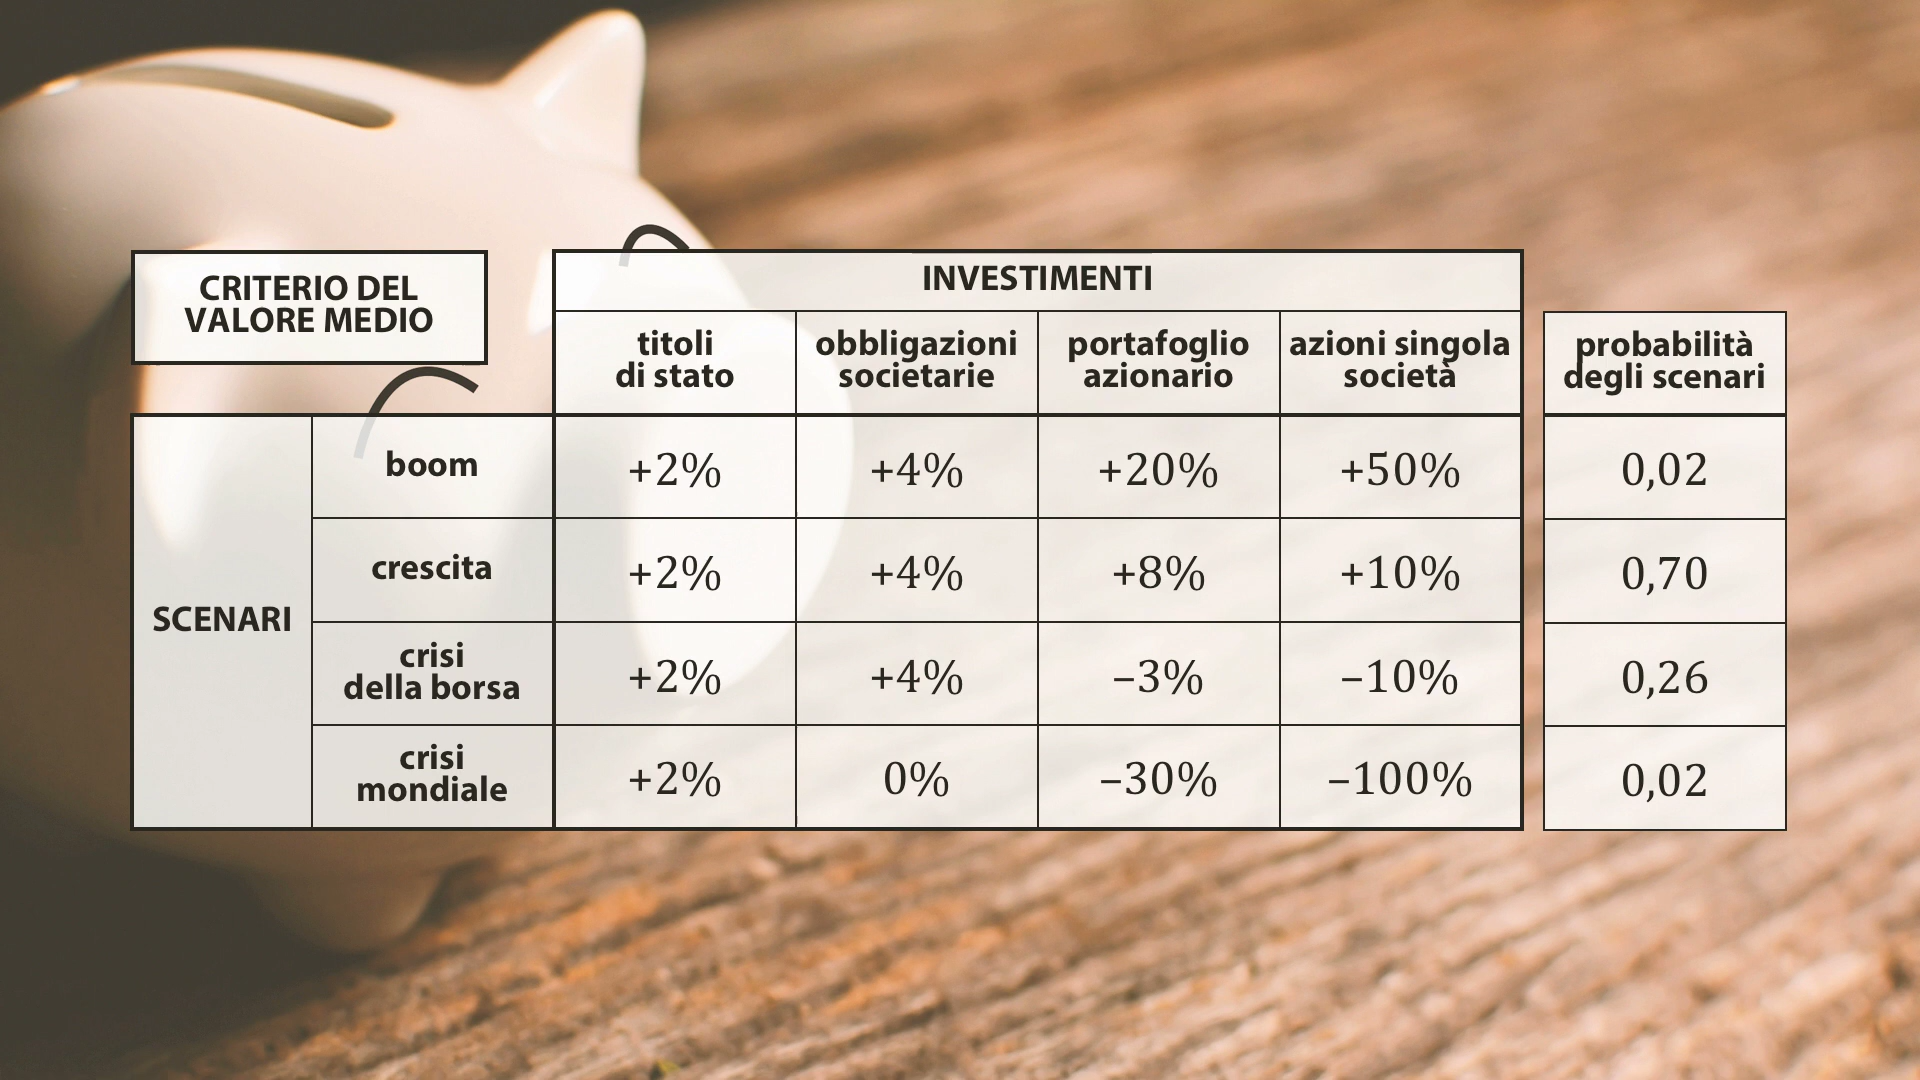 CRITERIO DEL
VALORE MEDIO
INVESTIMENTI
titoli
di stato
obbligazioni
societarie
portafoglio
azionario
azioni singola
società
probabilità
degli scenari
SCENARI
boom
+2%
+4%
+20%
+50%
0,02
crescita
+2%
+4%
+8%
+10%
0,70
crisi
della borsa
+2%
+4%
–3%
–10%
0,26
crisi
mondiale
+2%
0%
–30%
–100%
0,02